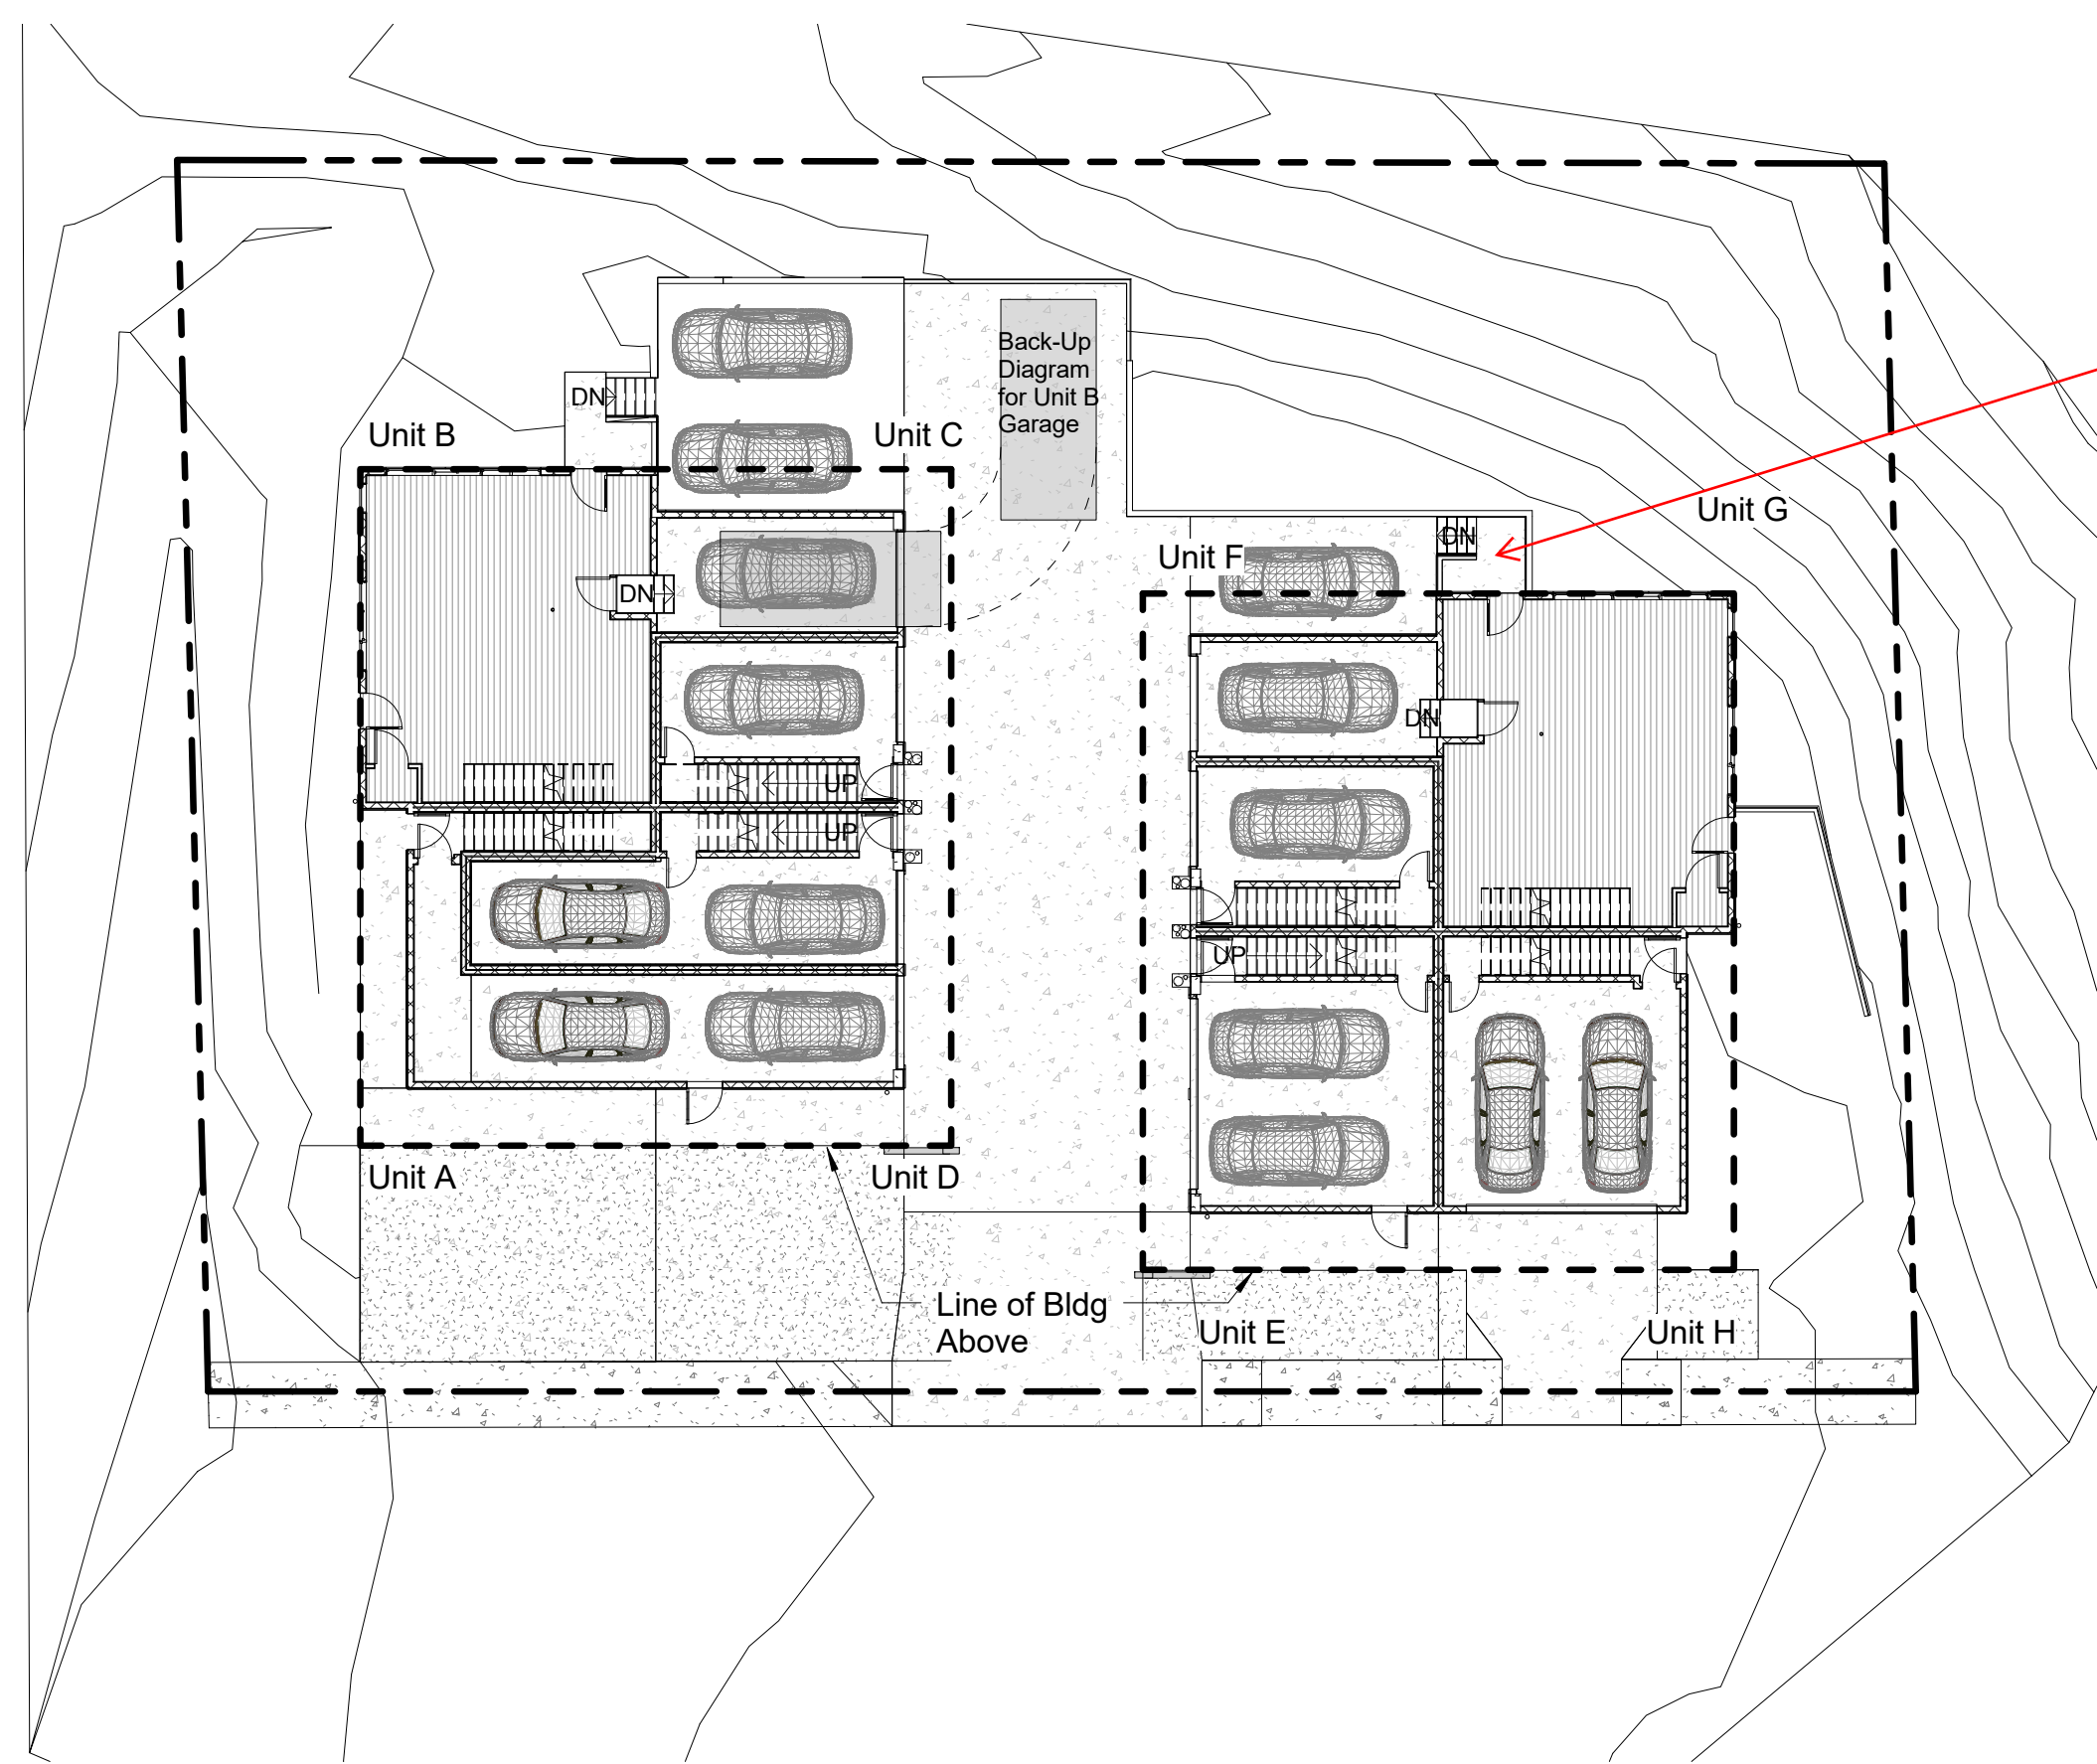 Back-Up
Diagram
for Unit B
Garage
DN
Unit B
Unit C
Unit G
DN
Unit F
DN
DN
UP
UP
UP
Unit A
Unit D
Line of Bldg
Above
Unit E
Unit H